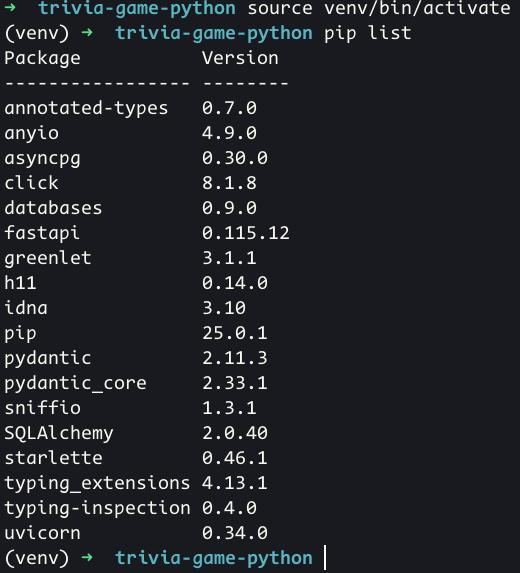 ➜  trivia-game-python source venv/bin/activate
(venv) ➜  trivia-game-python pip list
Package           Version
----------------- --------
annotated-types   0.7.0
anyio             4.9.0
asyncpg           0.30.0
click             8.1.8
databases         0.9.0
fastapi           0.115.12
greenlet          3.1.1
h11               0.14.0
idna              3.10
pip               25.0.1
pydantic          2.11.3
pydantic_core     2.33.1
sniffio           1.3.1
SQLAlchemy        2.0.40
starlette         0.46.1
typing_extensions 4.13.1
typing-inspection 0.4.0
uvicorn           0.34.0
(venv) ➜  trivia-game-python